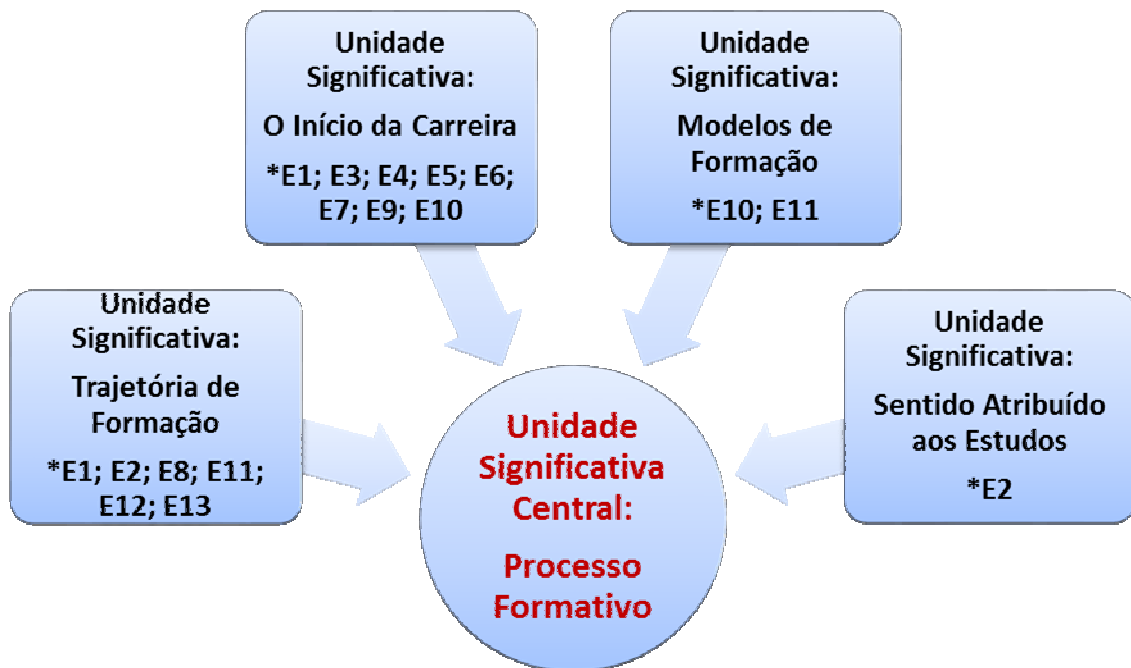 Unidade
Significativa:
O Início da Carreira
*E1; E3; E4; E5; E6;
E7; E9; E10
Unidade
Significativa:
Modelos de
Formação
*E10; E11
Unidade
Significativa:
Trajetória de
Formação
*E1; E2; E8; E11;
E12; E13
Unidade
Significativa:
Sentido Atribuído
aos Estudos
*E2
Unidade
Significativa
Central:
Processo
Formativo